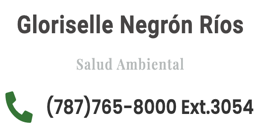 Gloriselle Negrón Ríos
Salud Ambiental
(787)765-8000 Ext.3054